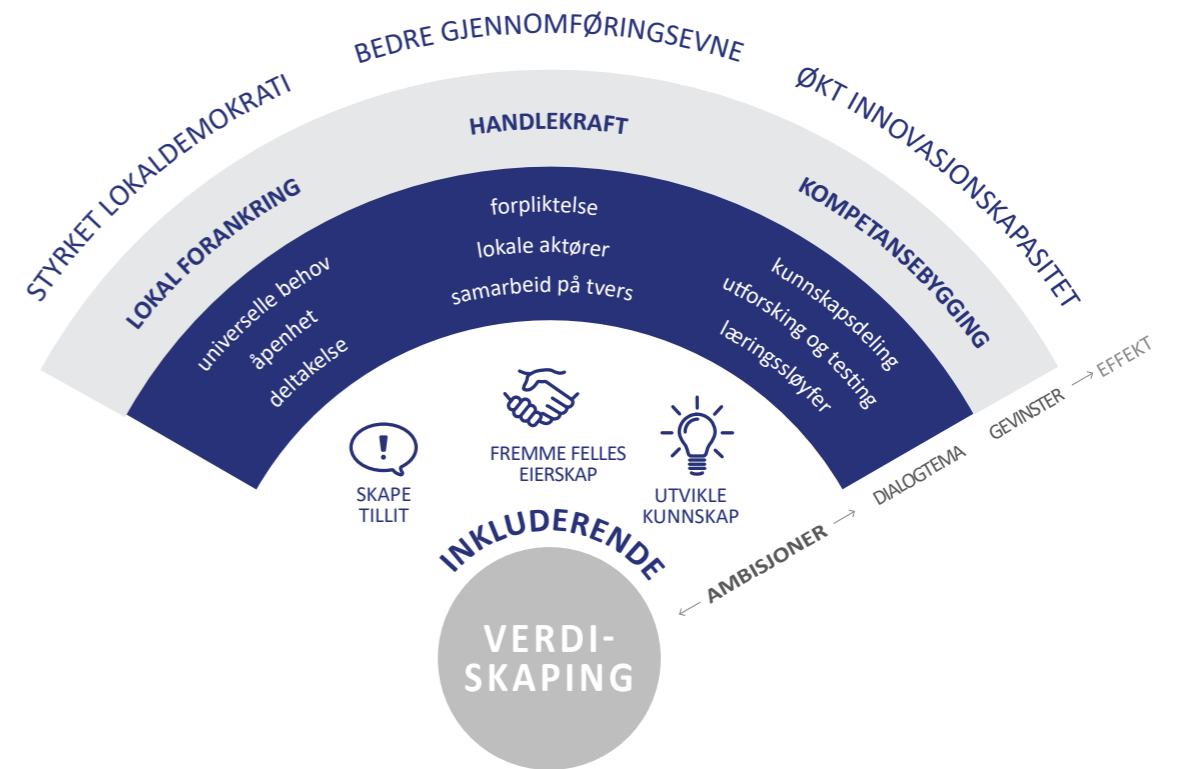 STYRKET LOKALDEMOKRATI
BEDRE GJENNOMFØRINGSEVNE
ØKT INNOVASJONSKAPASITET
LOKAL FORANKRING
HANDLEKRAFT
KOMPETANSEBYGGING
universelle behov
åpenhet
deltakelse
forpliktelse
lokale aktører
samarbeid på tvers
kunnskapsdeling
utforsking og testing
læringssløyfer
!
SKAPE
TILLIT
FREMME FELLES
EIERSKAP
UTVIKLE
KUNNSKAP
INKLUDERENDE
VERDI-
SKAPING
← AMBISJONER → DIALOGTEMA GEVINSTER → EFFEKT